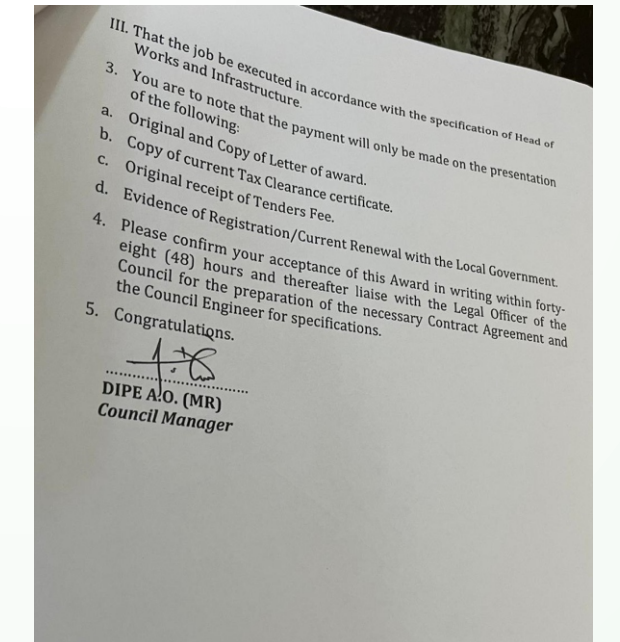 III. That the job be executed in accordance with the specification of Head of
Works and Infrastructure.
3. You are to note that the payment will only be made on the presentation
of the following:
a. Original and Copy of Letter of award.
b. Copy of current Tax Clearance certificate.
c. Original receipt of Tenders Fee.
d. Evidence of Registration/Current Renewal with the Local Government.
4. Please confirm your acceptance of this Award in writing within forty-
eight (48) hours and thereafter liaise with the Legal Officer of the
Council for the preparation of the necessary Contract Agreement and
the Council Engineer for specifications.
5. Congratulations.
DIPE A.O. (MR)
Council Manager